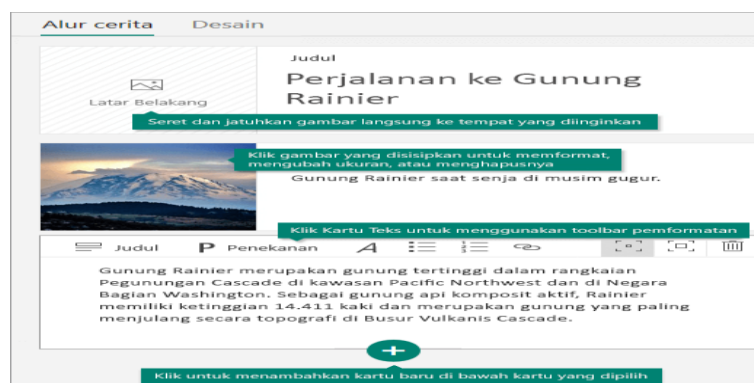 Alur cerita Desain
Judul
Perjalanan ke Gunung
Rainier
Latar Belakang
Seret dan jatuhkan gambar langsung ke tempat yang diinginkan
Klik gambar yang disisipkan untuk memformat,
mengubah ukuran, atau menghapusnya
Gunung Rainier saat senja di musim gugur.
Klik Kartu Teks untuk menggunakan toolbar pemformatan
Judul P Penekanan A
Gunung Rainier merupakan gunung tertinggi dalam rangkaian
Pegunungan Cascade di kawasan Pacific Northwest dan di Negara
Bagian Washington. Sebagai gunung api komposit aktif, Rainier
memiliki ketinggian 14.411 kaki dan merupakan gunung yang paling
menjulang secara topografi di Busur Vulkanis Cascade.
Klik untuk menambahkan kartu baru di bawah kartu yang dipilih